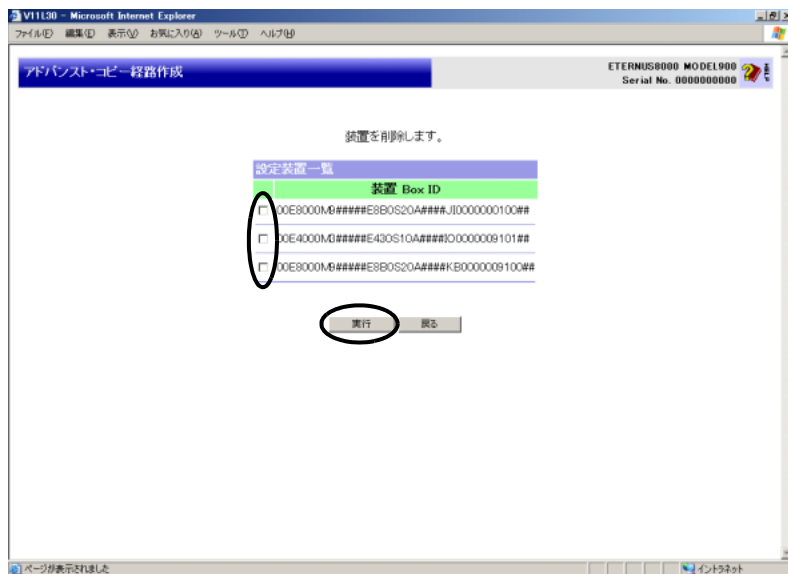 V11L30 - Microsoft Internet Explorer
ファイル(F) 編集(E) 表示(V) お気に入り(A) ツール(T) ヘルプ(H)
アドバンスト・コピー経路作成
ETERNUS8000 MODEL900
Serial No. 0000000000
HELP
装置を削除します。
設定装置一覧
装置 Box ID
00E8000M9#####E8B0S20A####JI0000000100##
00E4000M3#####E430S10A####IO0000009101##
00E8000M9#####E8B0S20A####KB0000009100##
実行 戻る
ページが表示されました
イントラネット